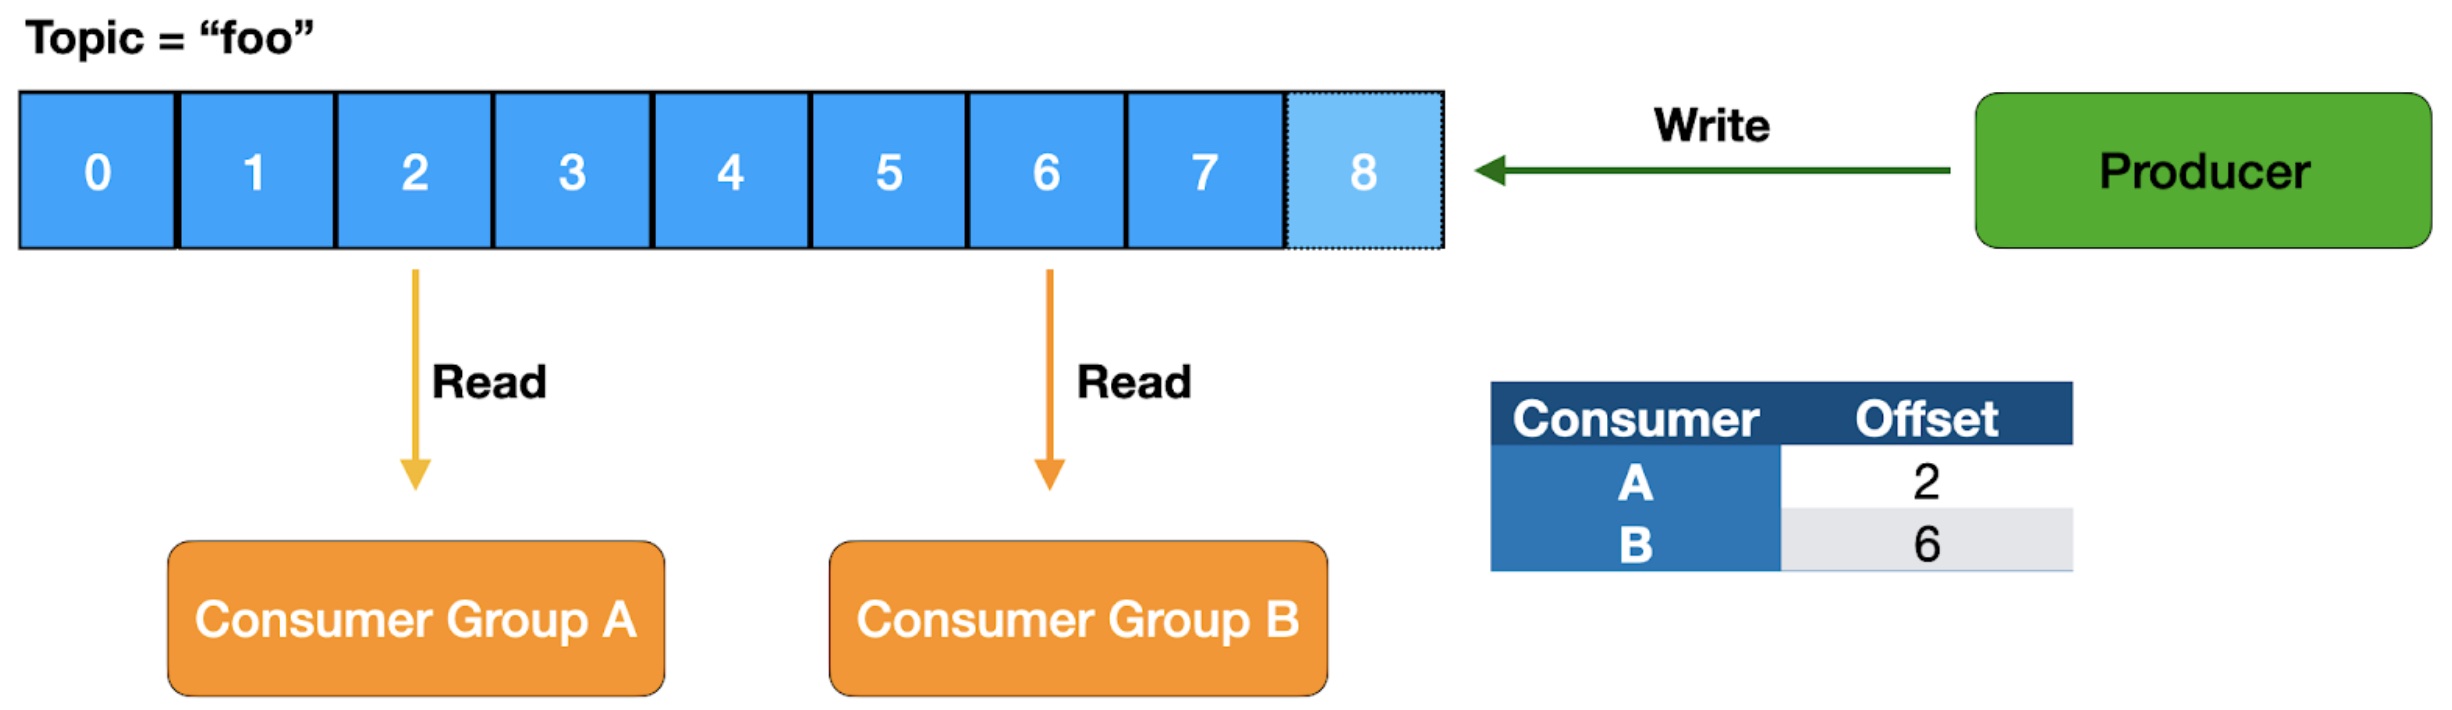 Topic = “foo”
0 1 2 3 4 5 6 7 8
Write
Producer
Read
Read
Consumer Group A
Consumer Group B
Consumer Offset
A 2
B 6